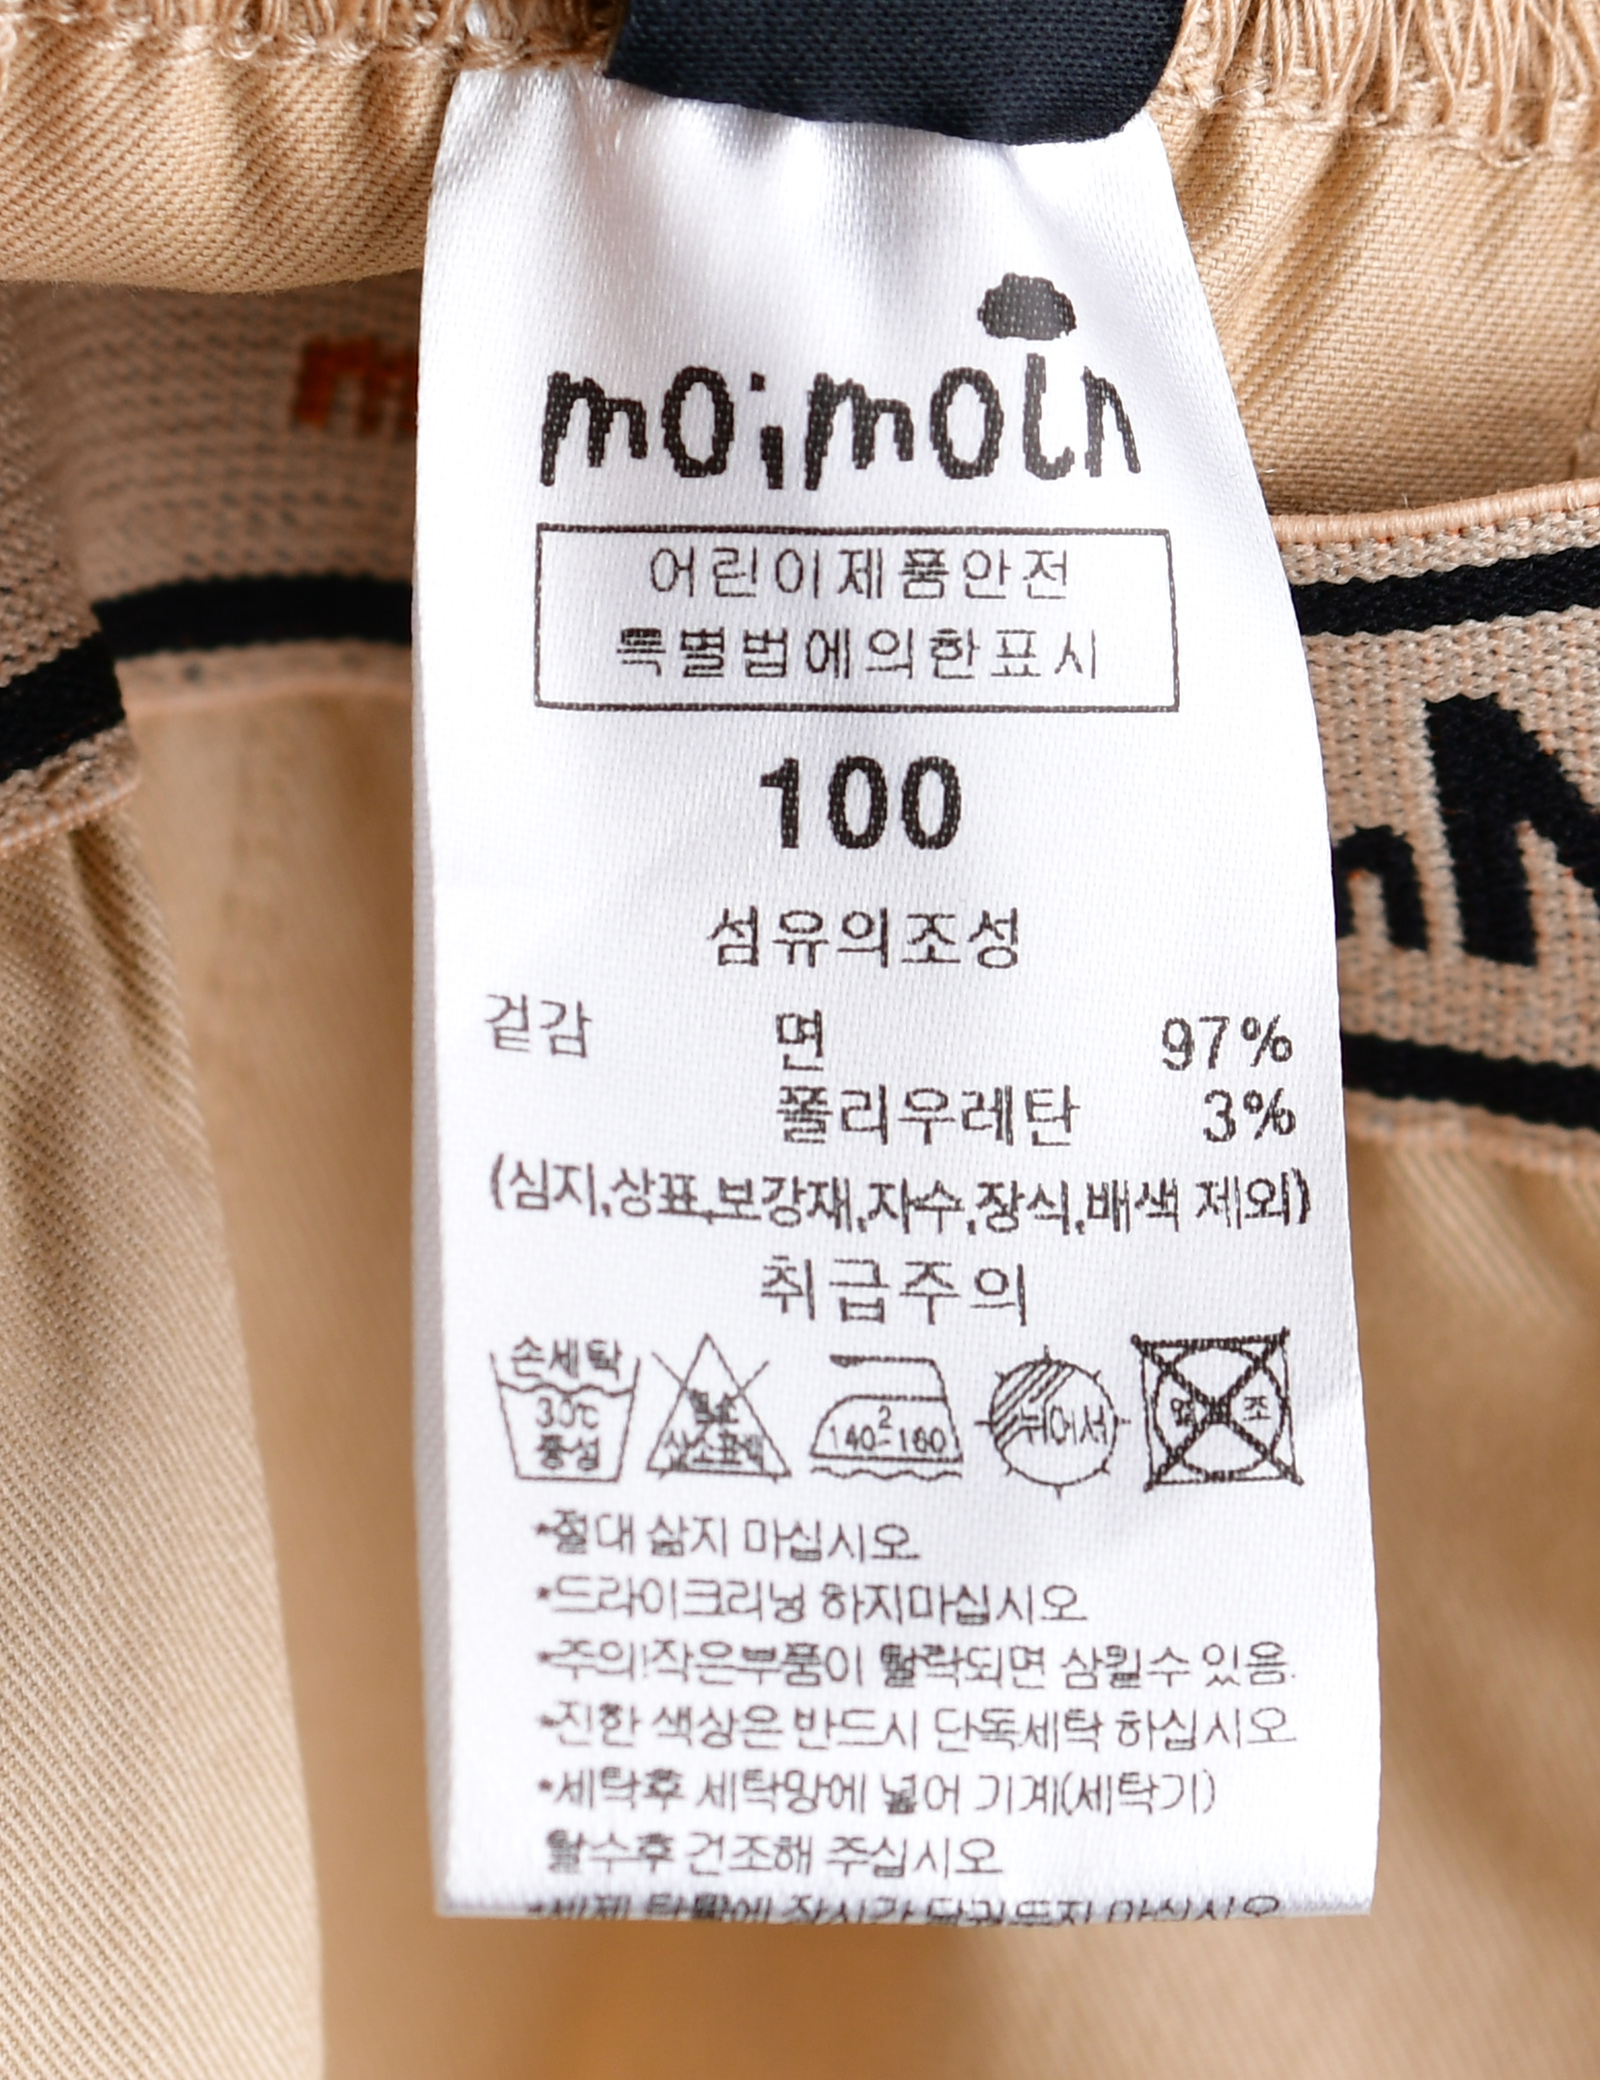 moimoln
어린이제품안전
특별법에의한표시
100
섬유의조성
겉감 면 97%
폴리우레탄 3%
(심지,상표,보강재,자수,장식,배색 제외)
취급주의
손세탁
30℃
중성
염소
산소표백
2
140-160
뉘어서
*절대 삶지 마십시오
*드라이크리닝 하지마십시오
*주의!작은부품이 탈락되면 삼킬수 있음.
*진한 색상은 반드시 단독세탁 하십시오
*세탁후 세탁망에 넣어 기계(세탁기)
탈수후 건조해 주십시오